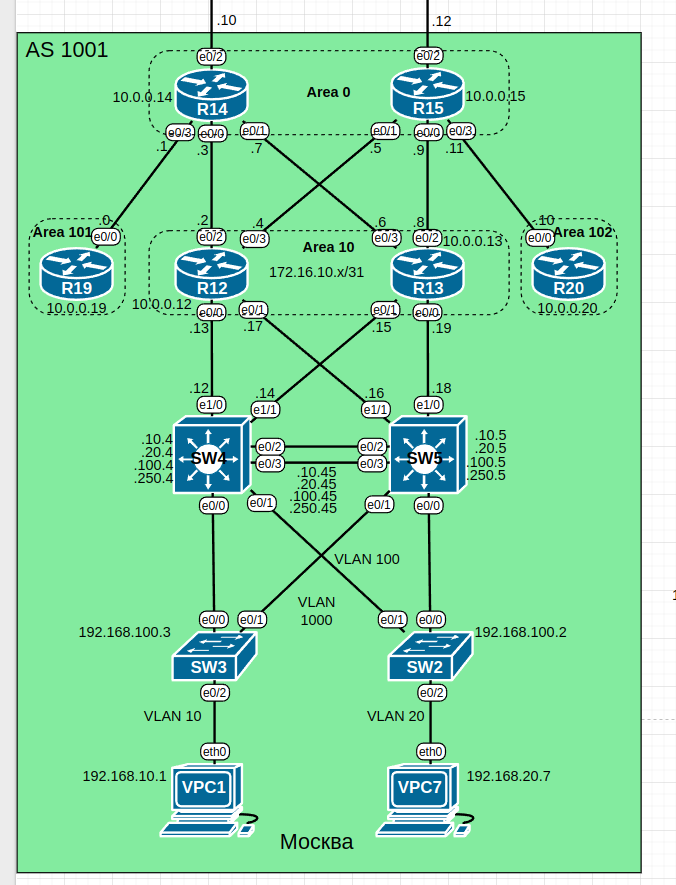 .10
.12
AS 1001
e0/2
e0/2
Area 0
10.0.0.14
R14
R15
10.0.0.15
e0/3
e0/0
e0/1
e0/1
e0/0
e0/3
.1
.3
.7
.5
.9
.11
.0
.2
.4
.6
.8
.10
Area 101
e0/0
e0/2
e0/3
e0/3
e0/2
e0/0
Area 102
Area 10
10.0.0.13
172.16.10.x/31
R19
R12
R13
R20
10.0.0.19
10.0.0.12
10.0.0.20
e0/0
e0/1
e0/1
e0/0
.13
.17
.15
.19
.12
.14
.16
.18
e1/0
e1/1
e1/1
e1/0
.10.4
.20.4
.100.4
.250.4
SW4
e0/2
e0/3
e0/2
e0/3
SW5
.10.5
.20.5
.100.5
.250.5
.10.45
.20.45
.100.45
.250.45
e0/0
e0/1
e0/1
e0/0
VLAN 100
VLAN
1000
e0/0
e0/1
e0/1
e0/0
192.168.100.3
192.168.100.2
SW3
SW2
e0/2
e0/2
VLAN 10
VLAN 20
eth0
eth0
192.168.10.1
VPC1
VPC7
192.168.20.7
Москва